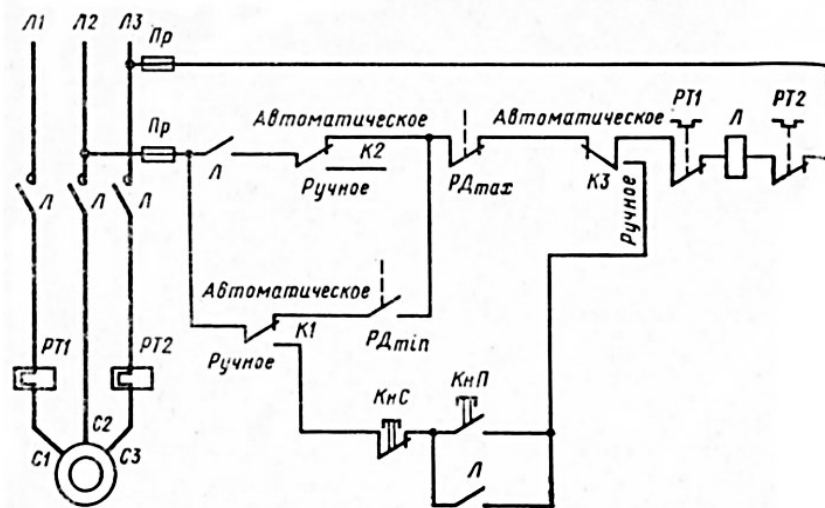 Л1 Л2 Л3 Пр
Автоматическое Автоматическое РТ1 Л РТ2
Пр
Л К2 К3
Ручное РДmax Ручное
Л Л Л
Автоматическое
К1
Ручное РДmin
РТ1 РТ2
КнС КнП
С2
С1 С3
Л